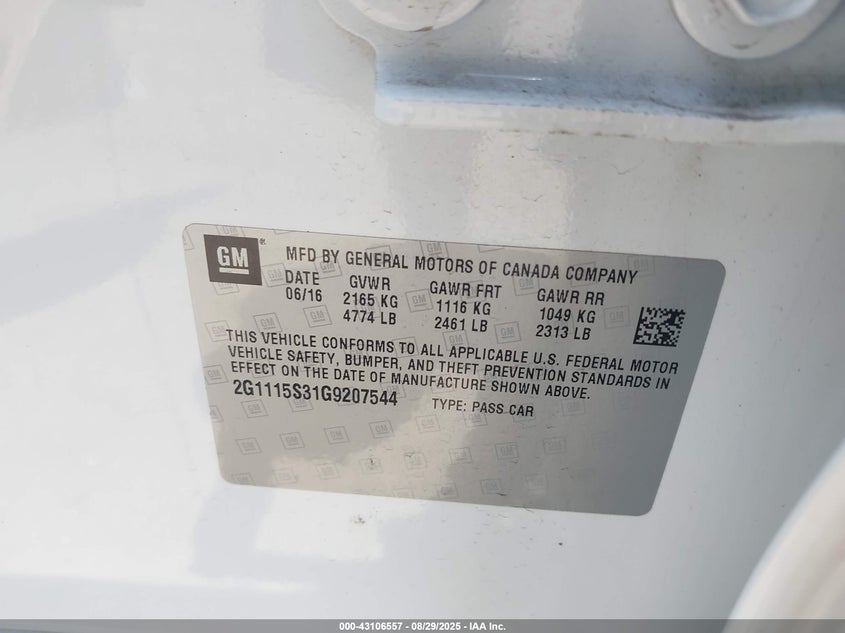 GM ®
MFD BY GENERAL MOTORS OF CANADA COMPANY
DATE GVWR GAWR FRT GAWR RR
06/16 2165 KG 1116 KG 1049 KG
4774 LB 2461 LB 2313 LB
THIS VEHICLE CONFORMS TO ALL APPLICABLE U.S. FEDERAL MOTOR
VEHICLE SAFETY, BUMPER, AND THEFT PREVENTION STANDARDS IN
EFFECT ON THE DATE OF MANUFACTURE SHOWN ABOVE.
2G1115S31G9207544 TYPE: PASS CAR
000-43106557 - 08/29/2025 - IAA Inc.